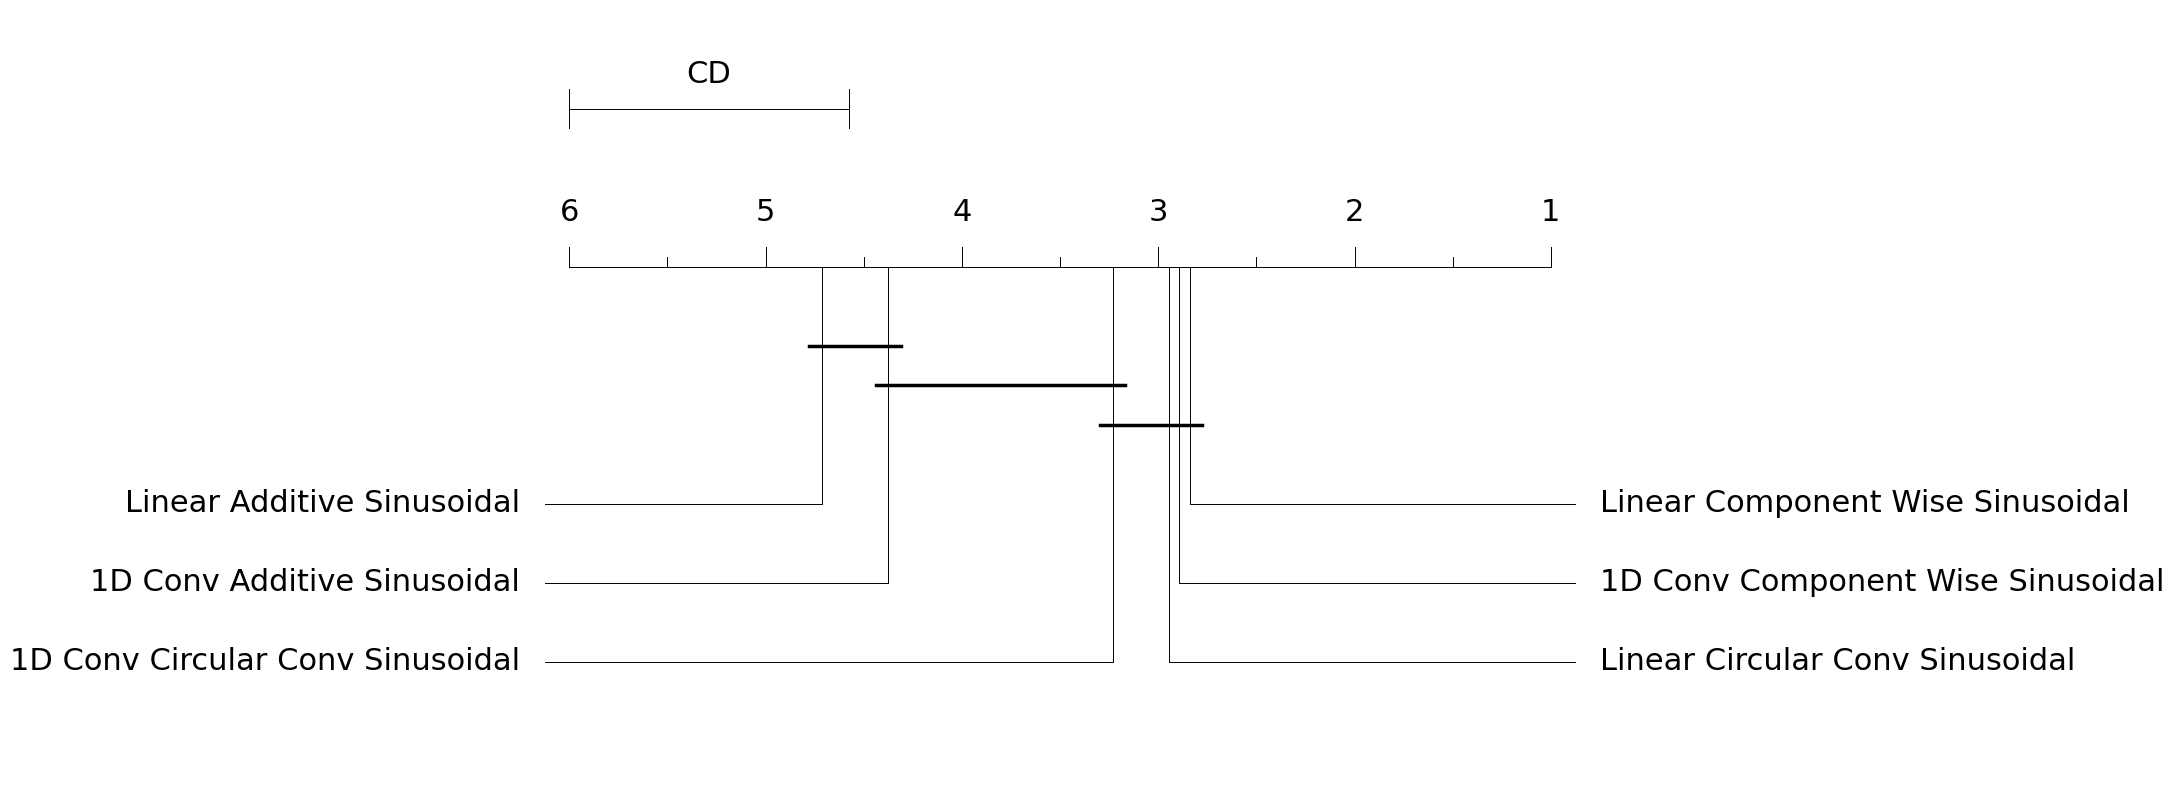 CD
6 5 4 3 2 1
Linear Additive Sinusoidal
Linear Component Wise Sinusoidal
1D Conv Additive Sinusoidal
1D Conv Component Wise Sinusoidal
1D Conv Circular Conv Sinusoidal
Linear Circular Conv Sinusoidal